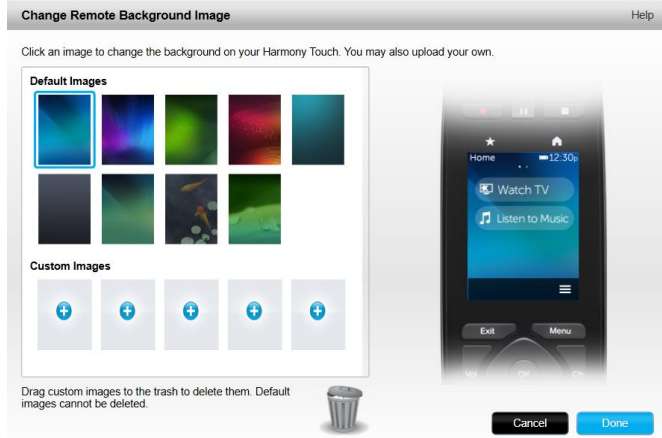 Change Remote Background Image
Help
Click an image to change the background on your Harmony Touch. You may also upload your own.
Default Images
Custom Images
Drag custom images to the trash to delete them. Default
images cannot be deleted.
Home
12:30p
Watch TV
Listen to Music
Exit
Menu
Vol
OK
Ch
Cancel
Done